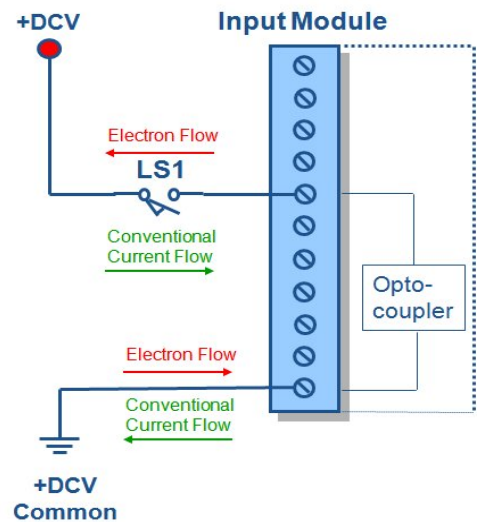 +DCV
Input Module
Electron Flow
LS1
Conventional
Current Flow
Opto-
coupler
Electron Flow
Conventional
Current Flow
+DCV
Common